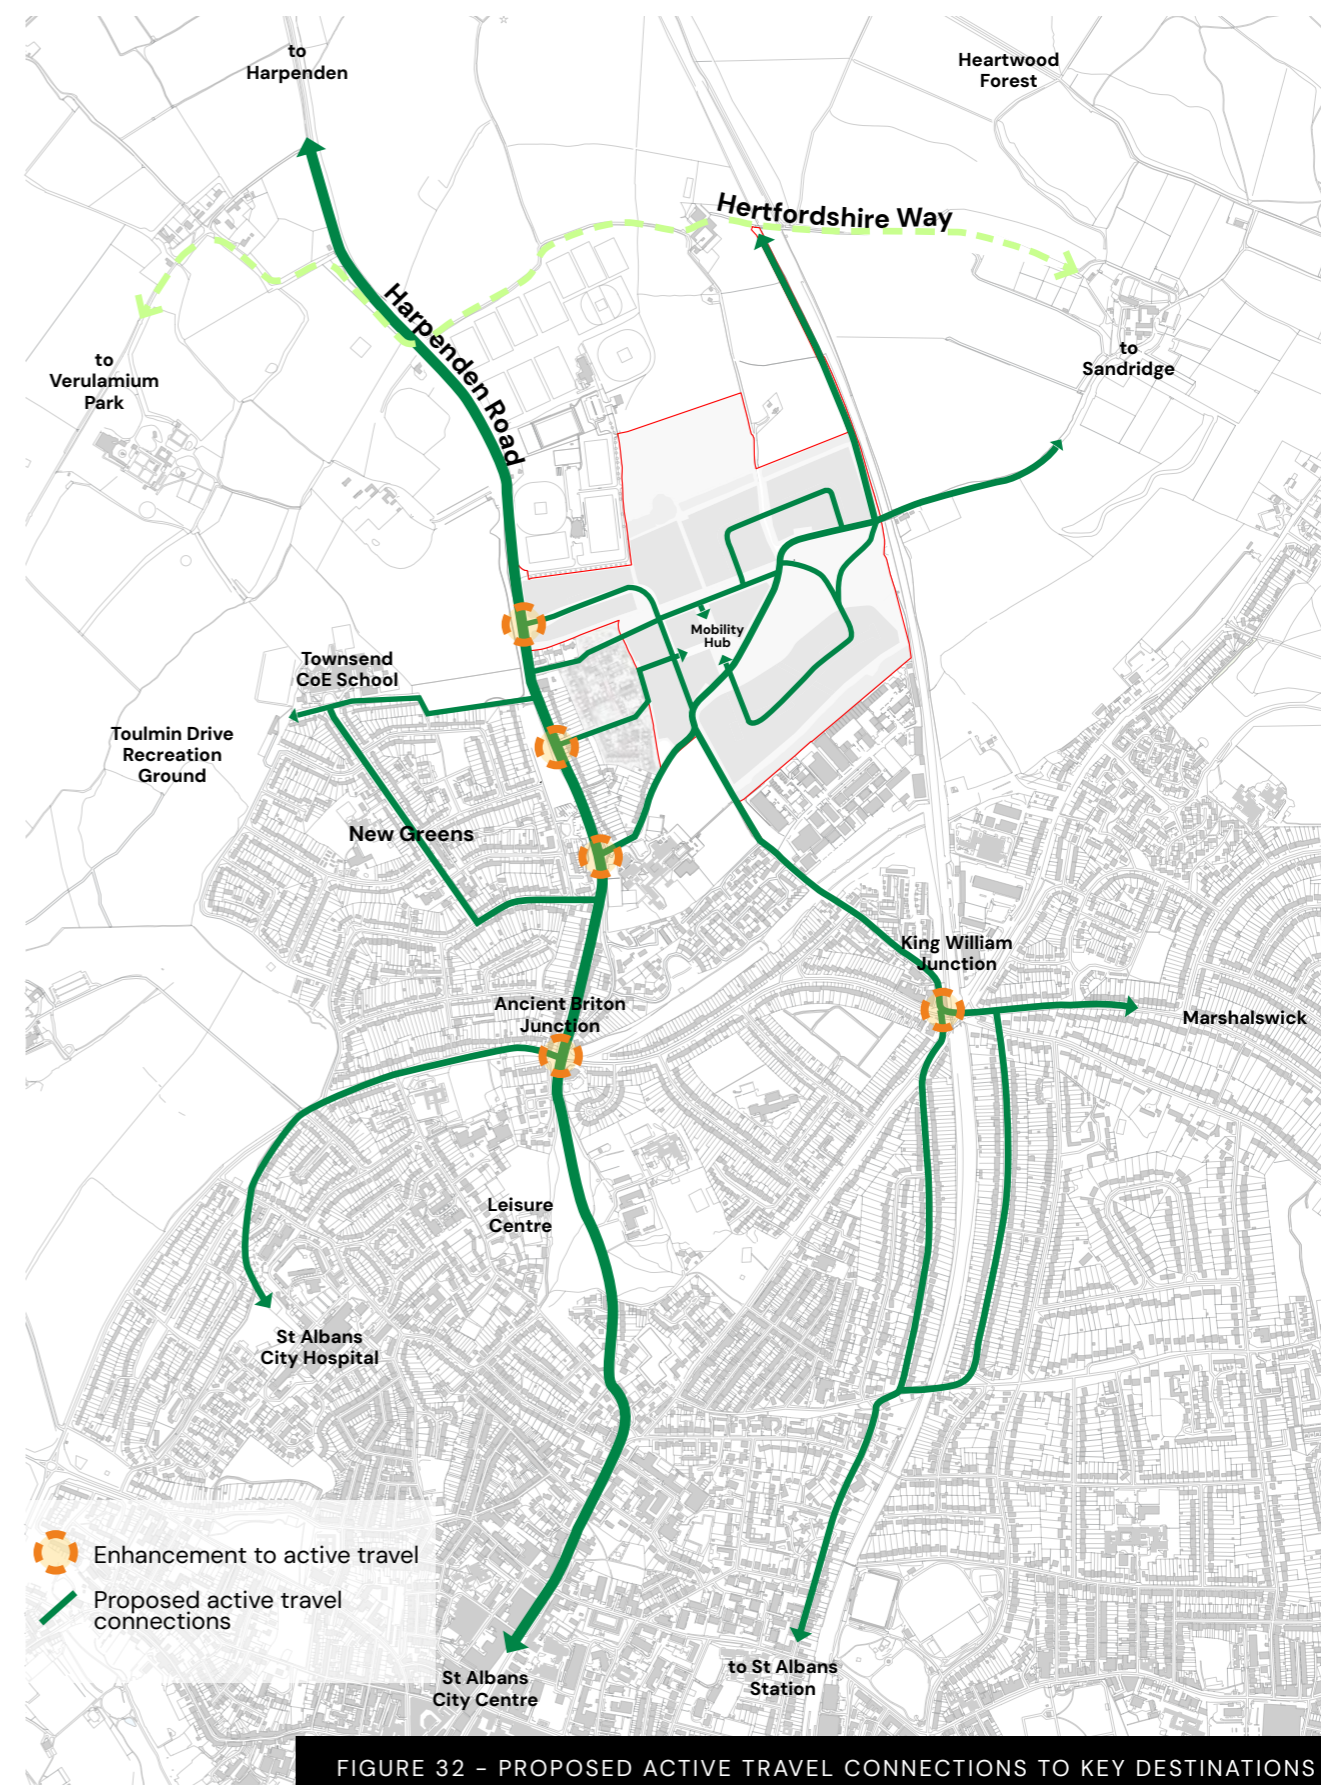 to
Harpenden
Heartwood
Forest
Hertfordshire Way
Harpenden Road
to
Verulamium
Park
to
Sandridge
Mobility
Hub
Townsend
CoE School
Toulmin Drive
Recreation
Ground
New Greens
King William
Junction
Ancient Briton
Junction
Marshalswick
Leisure
Centre
St Albans
City Hospital
Enhancement to active travel
Proposed active travel
connections
St Albans
City Centre
to St Albans
Station
FIGURE 32 - PROPOSED ACTIVE TRAVEL CONNECTIONS TO KEY DESTINATIONS